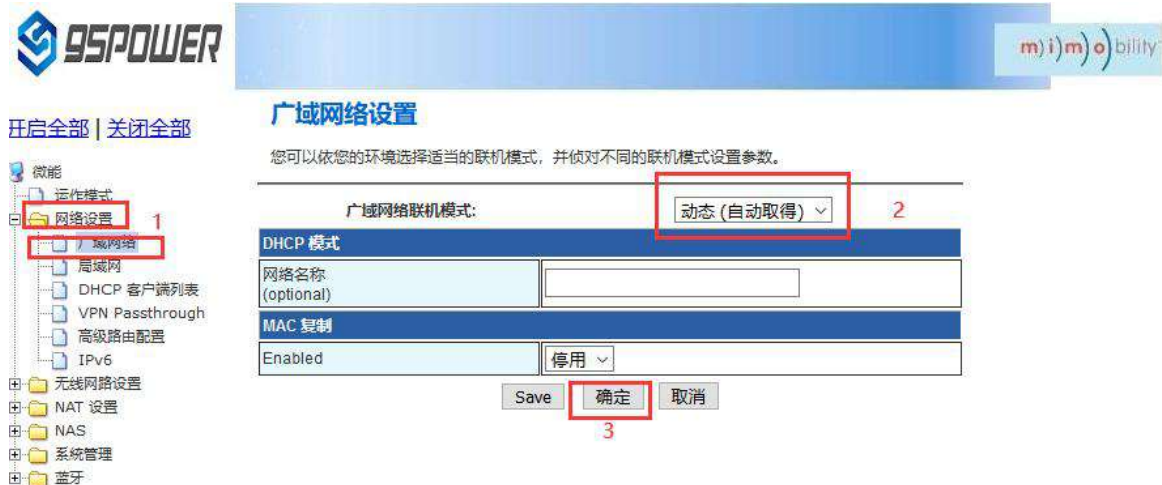 95POWER
m)i)m)o)bility
开启全部 | 关闭全部
微能
运作模式
网络设置
1
广域网络
局域网
DHCP 客户端列表
VPN Passthrough
高级路由配置
IPv6
无线网路设置
NAT 设置
NAS
系统管理
蓝牙
广域网络设置
您可以依您的环境选择适当的联机模式，并侦对不同的联机模式设置参数。
广域网络联机模式:
动态 (自动取得)
2
DHCP 模式
网络名称
(optional)
MAC 复制
Enabled
停用
Save
确定
取消
3